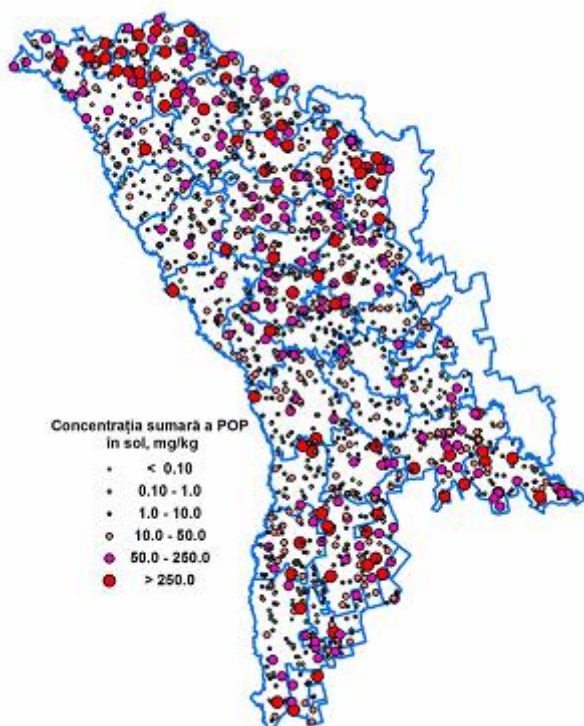 Concentrația sumară a POP
în sol, mg/kg
< 0.10
0.10 - 1.0
1.0 - 10.0
10.0 - 50.0
50.0 - 250.0
> 250.0